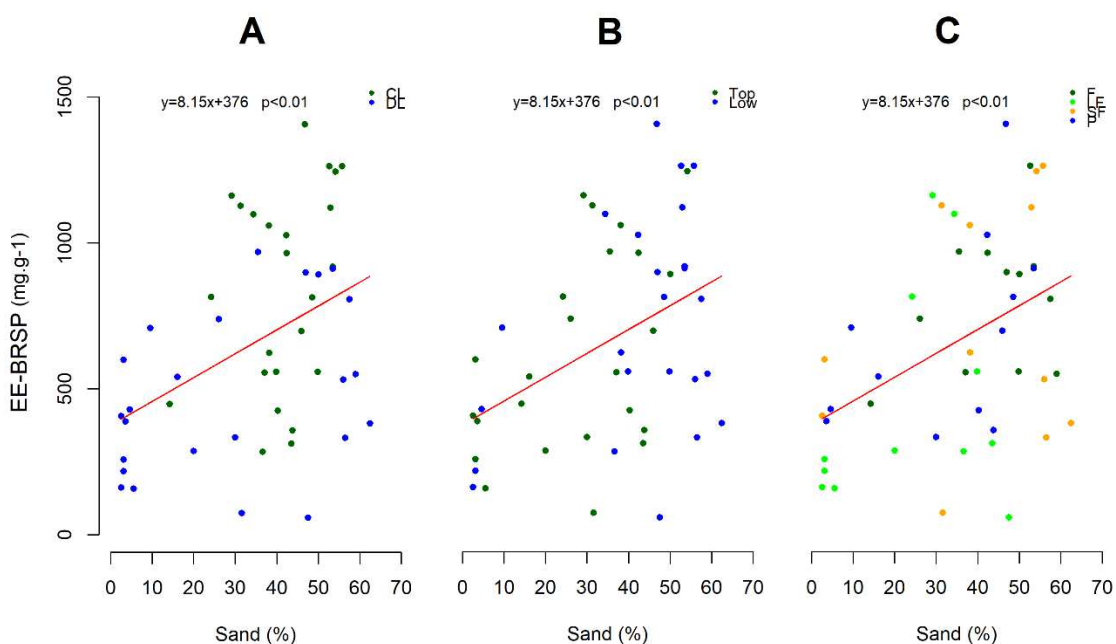 A
B
C
EE-BRSP (mg.g-1)
1500
1000
500
0
y=8.15x+376 p<0.01
CL
DL
y=8.15x+376 p<0.01
Top
Low
y=8.15x+376 p<0.01
F
LE
SF
P
0 10 20 30 40 50 60 70
0 10 20 30 40 50 60 70
0 10 20 30 40 50 60 70
Sand (%)
Sand (%)
Sand (%)